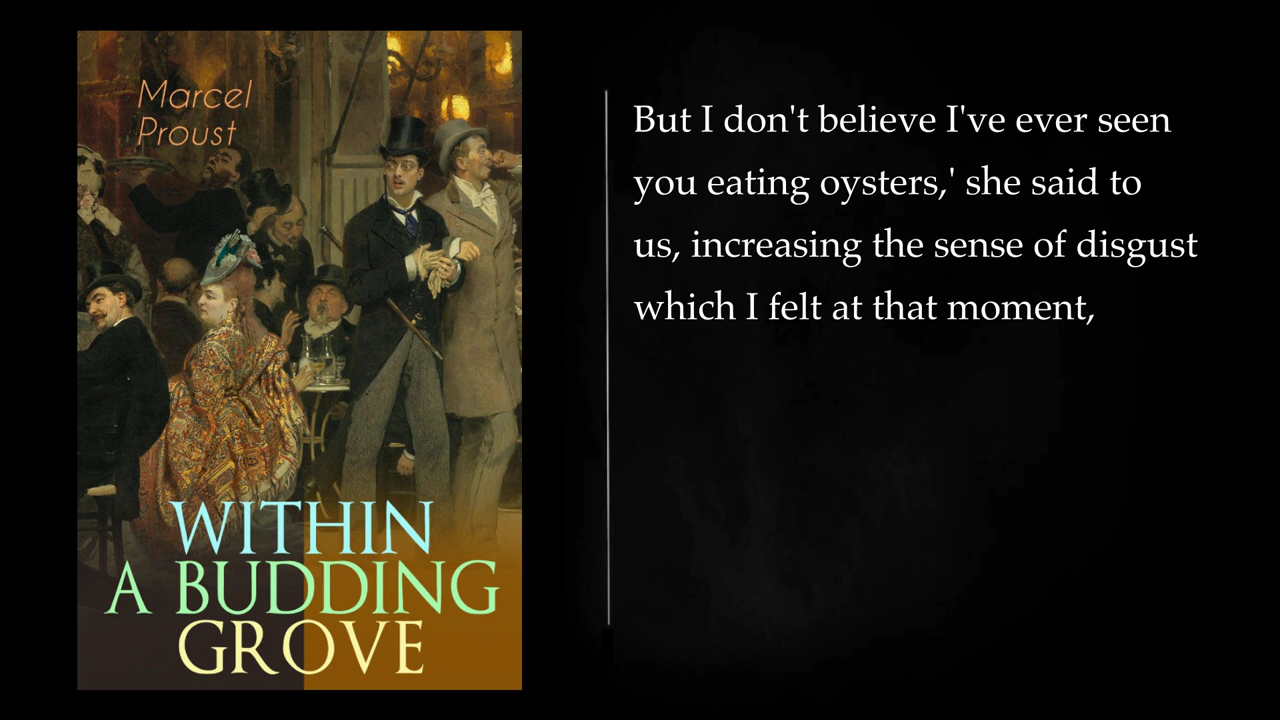 Marcel
Proust
WITHIN
A BUDDING
GROVE
But I don't believe I've ever seen
you eating oysters,' she said to
us, increasing the sense of disgust
which I felt at that moment,